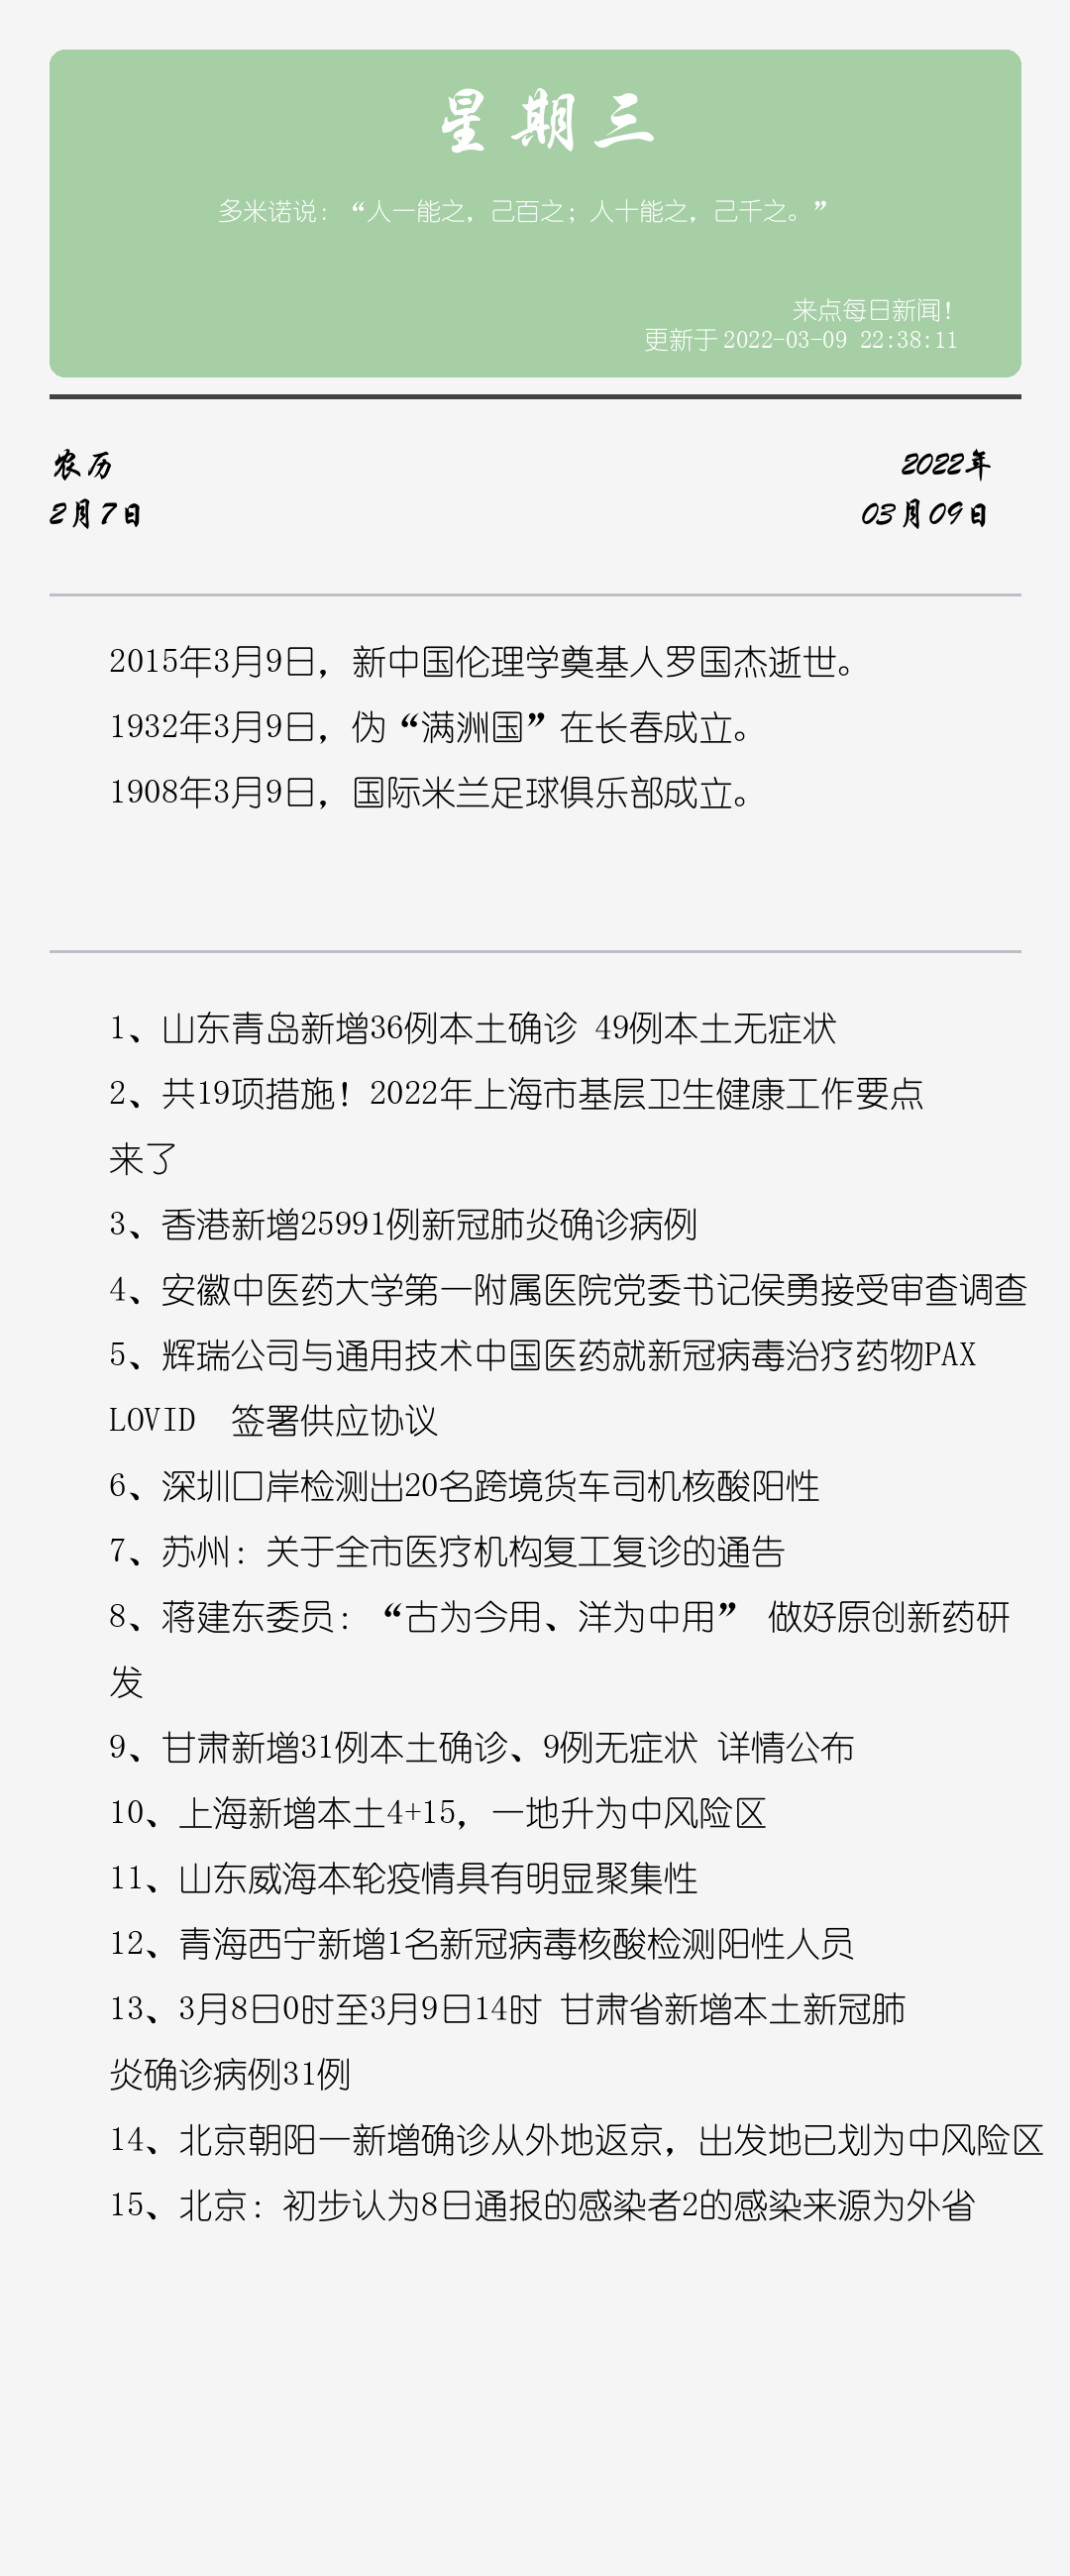 星期三
多米诺说：“人一能之，己百之；人十能之，己千之。”
来点每日新闻！
更新于2022-03-09 22:38:11
农历
2月7日
2022年
03月09日
2015年3月9日，新中国伦理学奠基人罗国杰逝世。
1932年3月9日，伪“满洲国”在长春成立。
1908年3月9日，国际米兰足球俱乐部成立。
1、山东青岛新增36例本土确诊 49例本土无症状
2、共19项措施！2022年上海市基层卫生健康工作要点
来了
3、香港新增25991例新冠肺炎确诊病例
4、安徽中医药大学第一附属医院党委书记侯勇接受审查调查
5、辉瑞公司与通用技术中国医药就新冠病毒治疗药物PAX
LOVID  签署供应协议
6、深圳口岸检测出20名跨境货车司机核酸阳性
7、苏州：关于全市医疗机构复工复诊的通告
8、蒋建东委员：“古为今用、洋为中用” 做好原创新药研
发
9、甘肃新增31例本土确诊、9例无症状 详情公布
10、上海新增本土4+15，一地升为中风险区
11、山东威海本轮疫情具有明显聚集性
12、青海西宁新增1名新冠病毒核酸检测阳性人员
13、3月8日0时至3月9日14时 甘肃省新增本土新冠肺
炎确诊病例31例
14、北京朝阳一新增确诊从外地返京，出发地已划为中风险区
15、北京：初步认为8日通报的感染者2的感染来源为外省